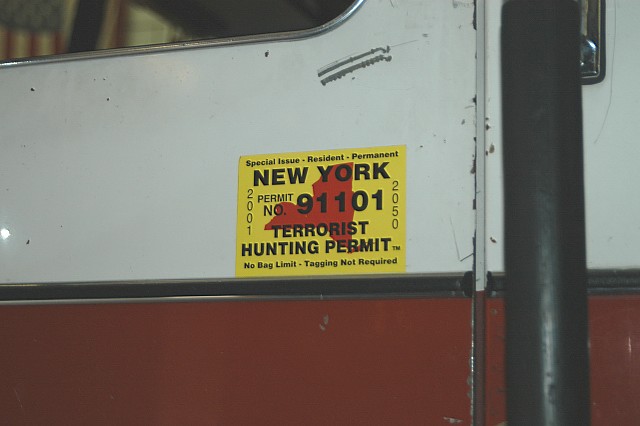 Special Issue - Resident - Permanent
NEW YORK
2001
PERMIT NO. 91101
2050
TERRORIST
HUNTING PERMIT™
No Bag Limit - Tagging Not Required